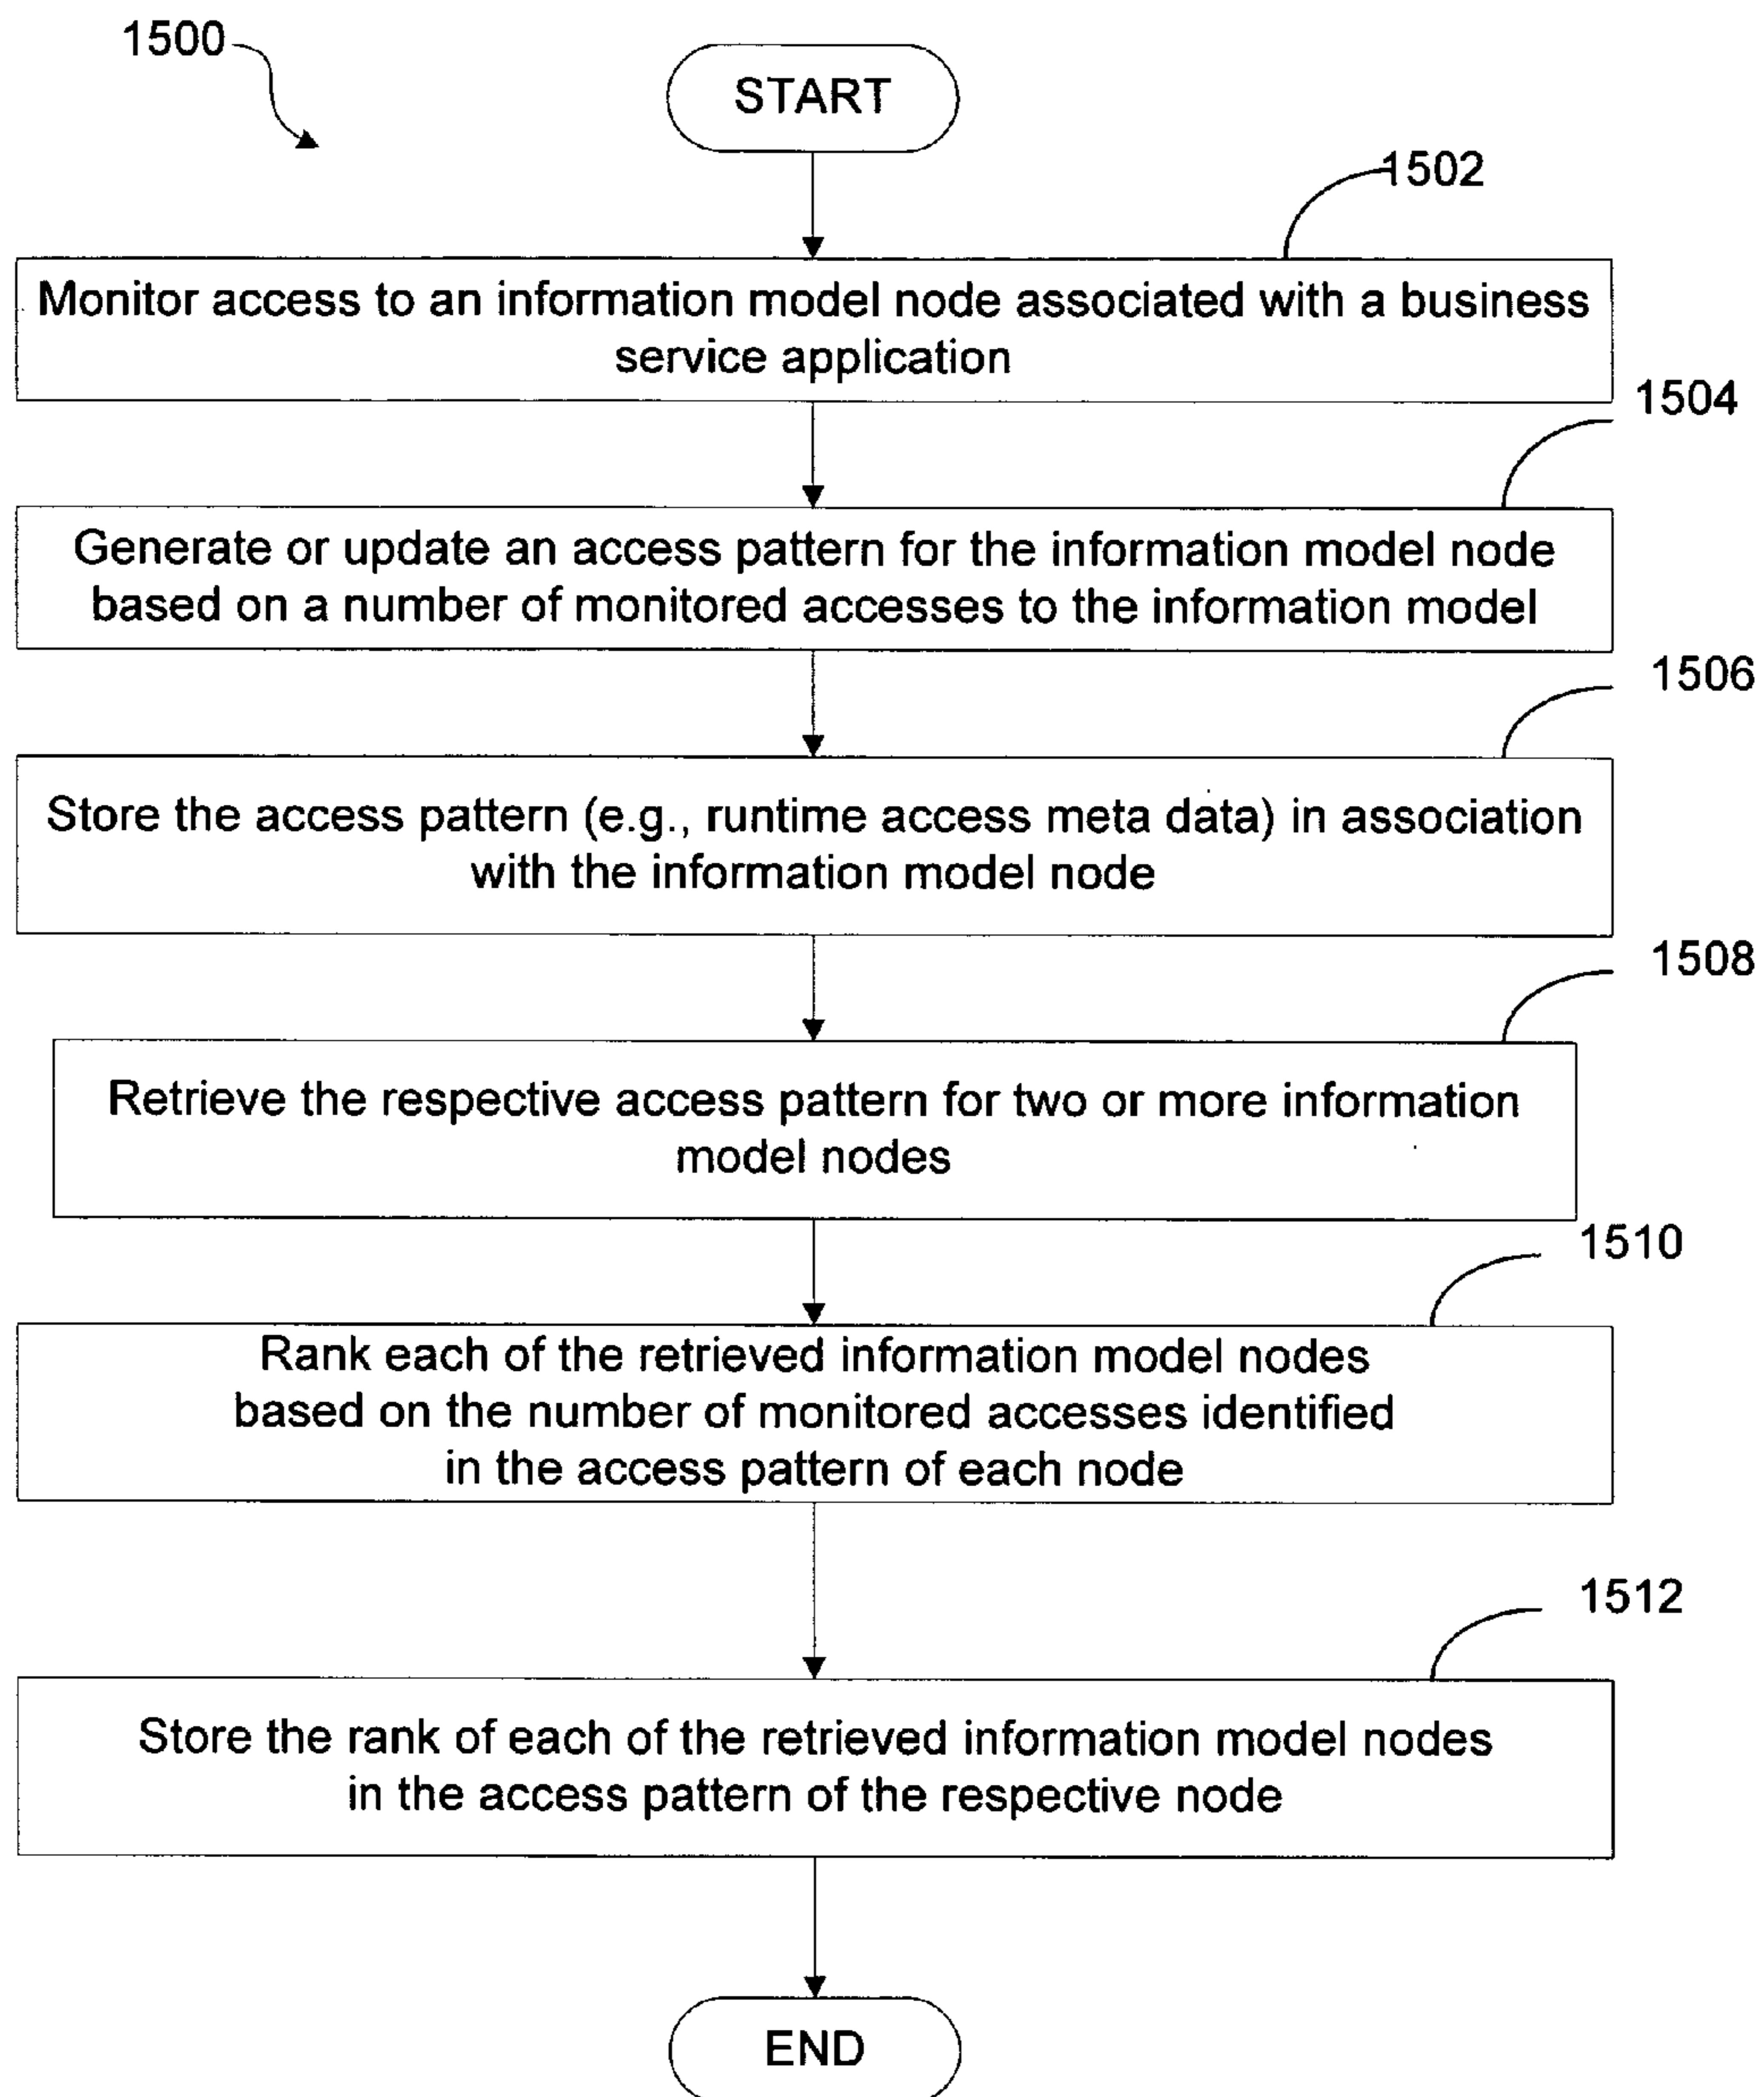 1500
START
1502
Monitor access to an information model node associated with a business
service application
1504
Generate or update an access pattern for the information model node
based on a number of monitored accesses to the information model
1506
Store the access pattern (e.g., runtime access meta data) in association
with the information model node
1508
Retrieve the respective access pattern for two or more information
model nodes
1510
Rank each of the retrieved information model nodes
based on the number of monitored accesses identified
in the access pattern of each node
1512
Store the rank of each of the retrieved information model nodes
in the access pattern of the respective node
END